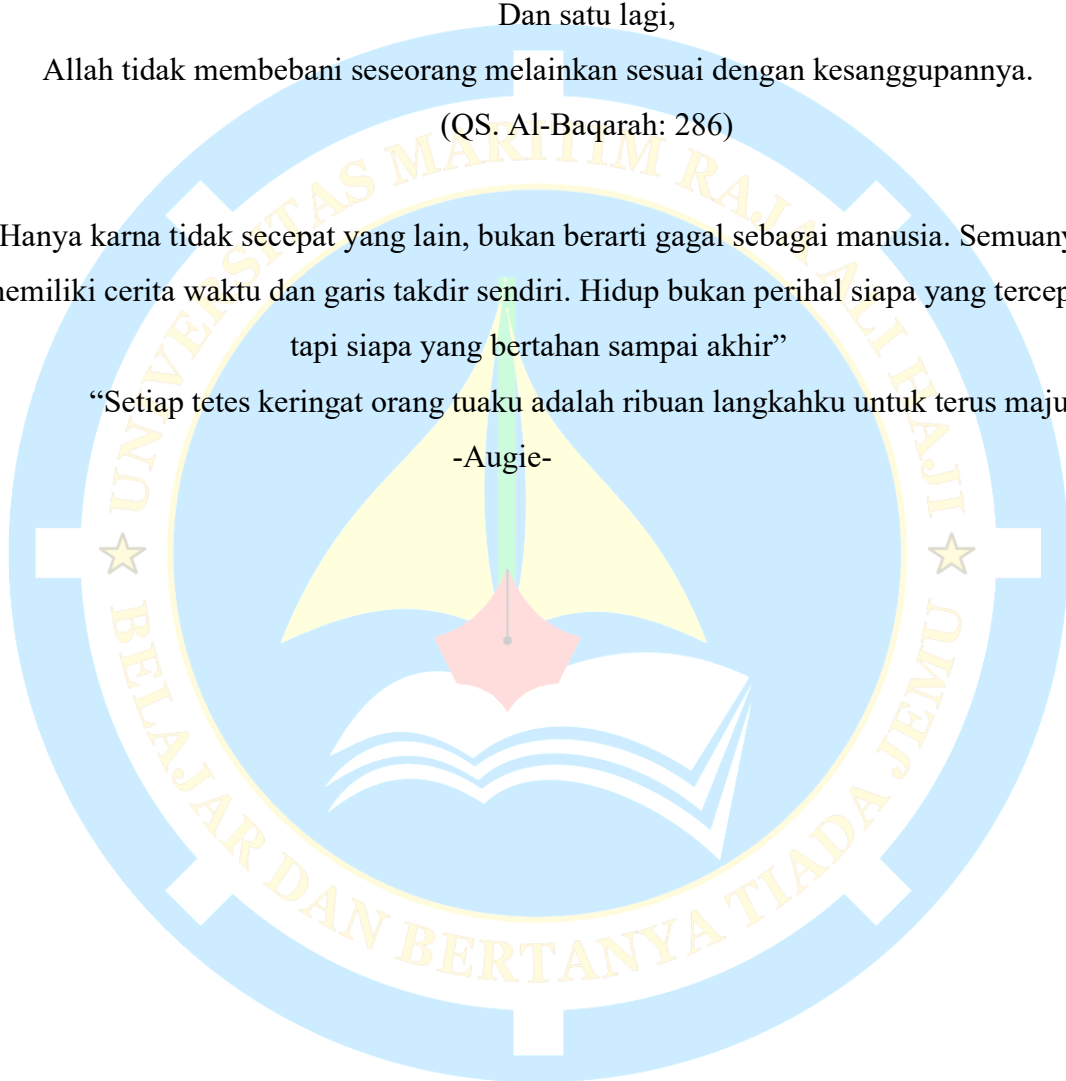 Dan satu lagi,
Allah tidak membebani seseorang melainkan sesuai dengan kesanggupannya.
(QS. Al-Baqarah: 286)
Hanya karna tidak secepat yang lain, bukan berarti gagal sebagai manusia.
memiliki cerita waktu dan garis takdir sendiri. Hidup bukan perihal siapa yang
tapi siapa yang bertahan sampai akhir”
“Setiap tetes keringat orang tuaku adalah ribuan langkahku untuk terus maju
-Augie-
UNIVERSITAS MARITIM RAJA ALI HAJI
BELAJAR DAN BERTANYA TIADA JEMU